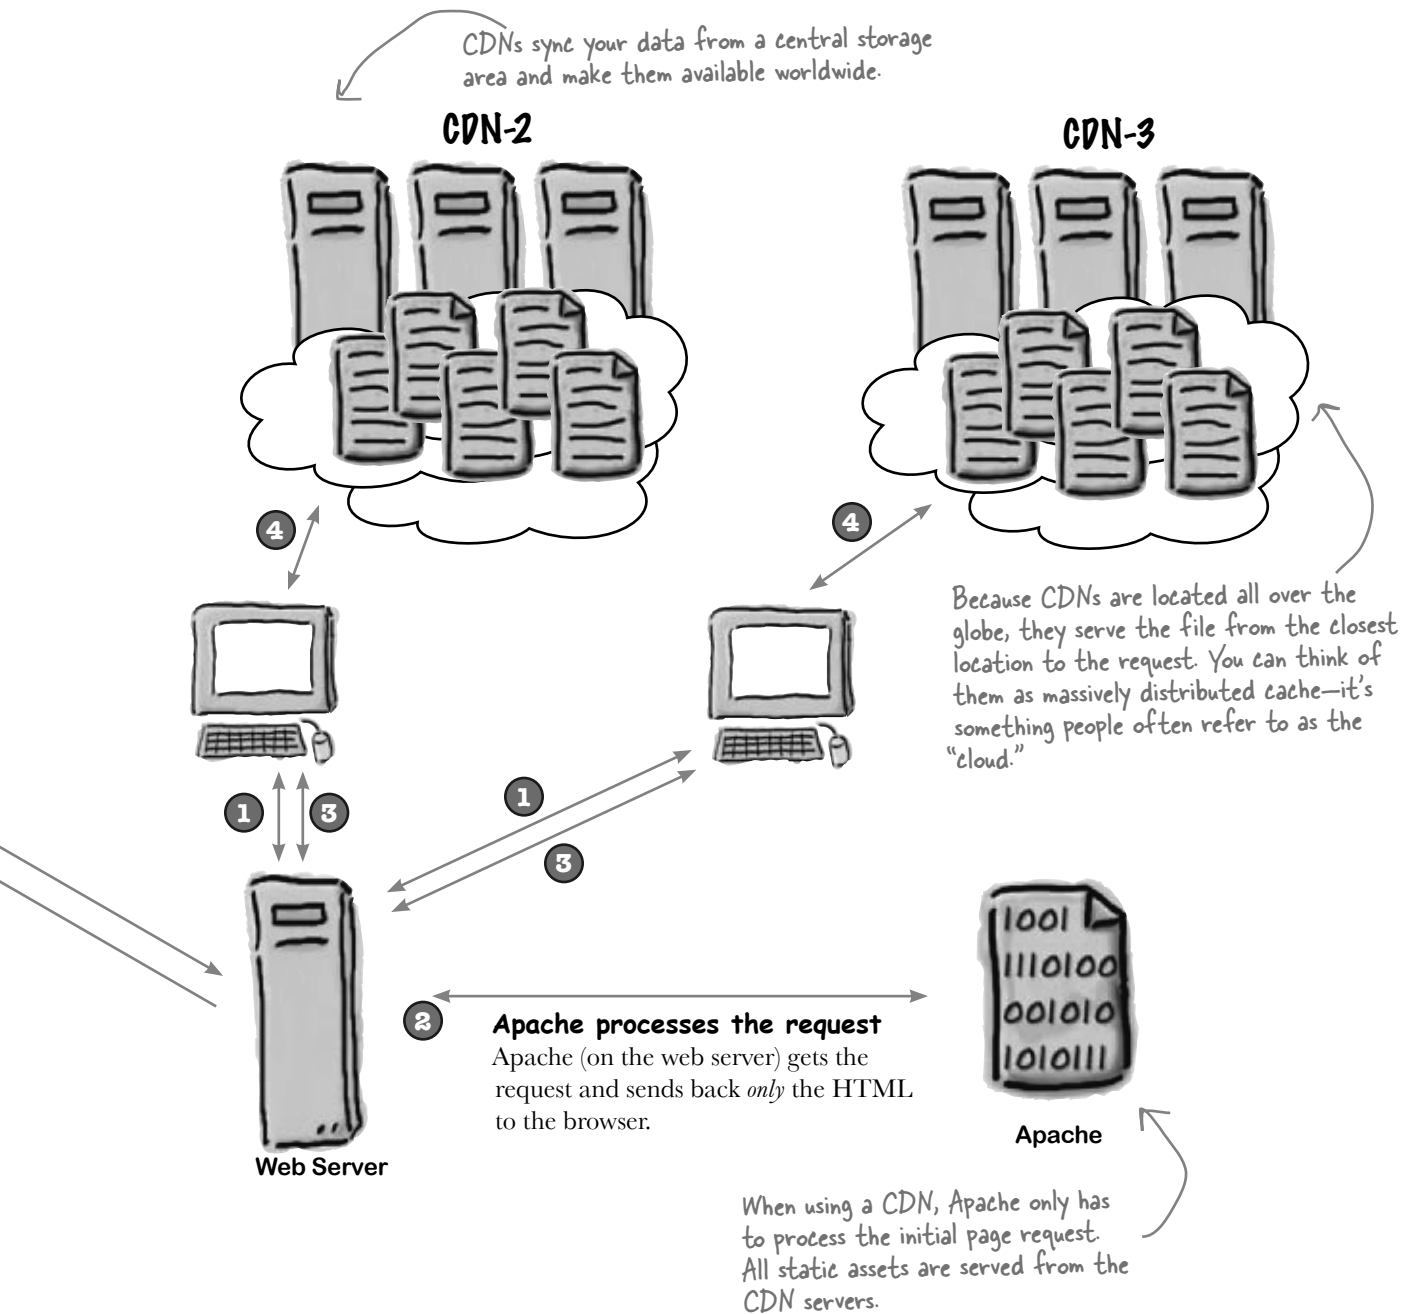 CDNs sync your data from a central storage
area and make them available worldwide.
CDN-2
CDN-3
4
4
Because CDNs are located all over the
globe, they serve the file from the closest
location to the request. You can think of
them as massively distributed cache—it's
something people often refer to as the
"cloud."
1
3
1
3
1001
1110100
001010
1010111
2
Apache processes the request
Apache (on the web server) gets the
request and sends back only the HTML
to the browser.
Apache
Web Server
When using a CDN, Apache only has
to process the initial page request.
All static assets are served from the
CDN servers.